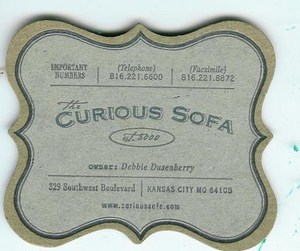 IMPORTANT NUMBERS
(Telephone) 816.221.6600
(Facsimile) 816.221.8872
the
CURIOUS SOFA
est. 2000
OWNER: Debbie Dusenberry
329 Southwest Boulevard | KANSAS CITY MO 64108
www.curioussofa.com